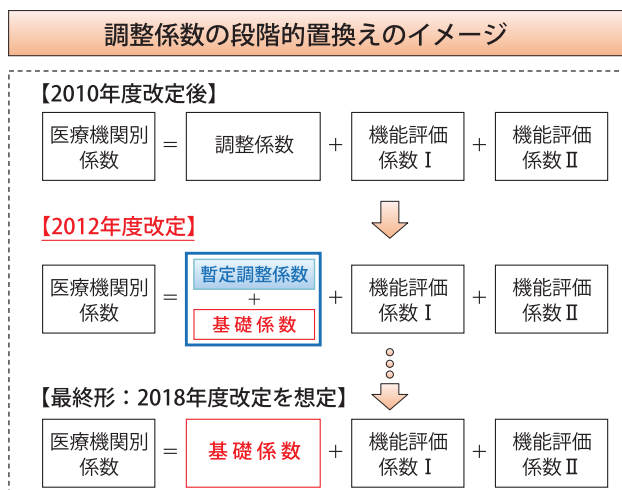 調整係数の段階的置換えのイメージ
【2010年度改定後】
医療機関別
係数
=
調整係数
+
機能評価
係数Ⅰ
+
機能評価
係数Ⅱ
【2012年度改定】
医療機関別
係数
=
暫定調整係数
+
基礎係数
+
機能評価
係数Ⅰ
+
機能評価
係数Ⅱ
【最終形：2018年度改定を想定】
医療機関別
係数
=
基礎係数
+
機能評価
係数Ⅰ
+
機能評価
係数Ⅱ